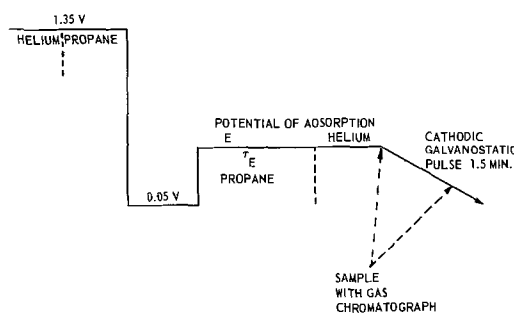 1.35 V
HELIUM PROPANE
POTENTIAL OF AOSORPTION
E HELIUM
τE
PROPANE
0.05 V
CATHODIC
GALVANOSTATIC
PULSE 1.5 MIN.
SAMPLE
WITH GAS
CHROMATOGRAPH